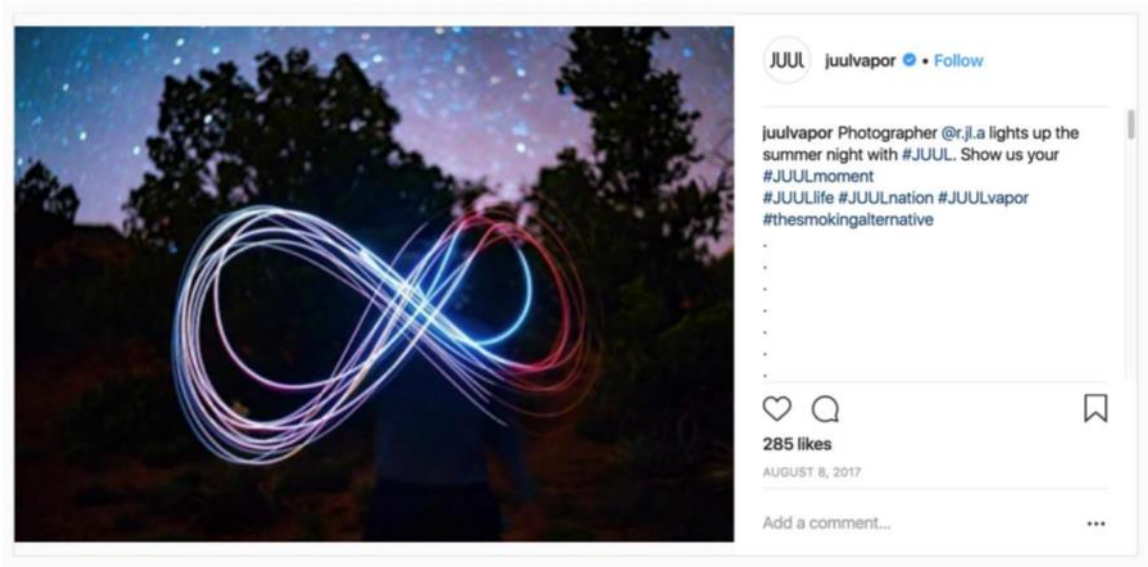 JUUL juulvapor • Follow
juulvapor Photographer @r.jl.a lights up the
summer night with #JUUL. Show us your
#JUULmoment
#JUULlife #JUULnation #JUULvapor
#thesmokingalternative
.
.
.
.
.
.
.
285 likes
AUGUST 8, 2017
Add a comment...